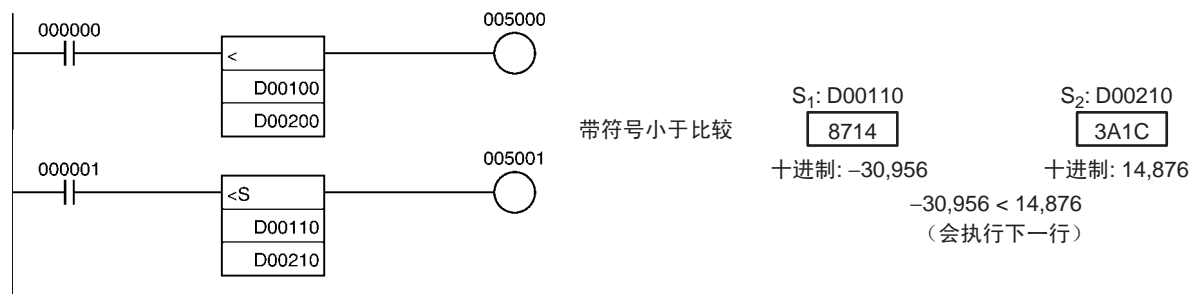 000000
005000
<
D00100
D00200
000001
005001
<S
D00110
D00210
带符号小于比较
S₁: D00110
S₂: D00210
8714
3A1C
十进制: –30,956
十进制: 14,876
–30,956 < 14,876
（会执行下一行）